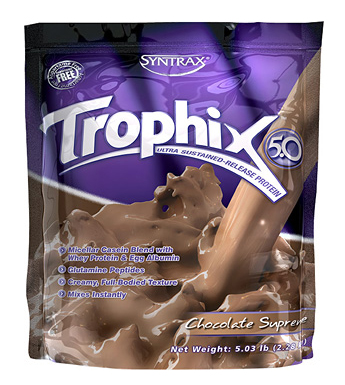 SYNTRAX®
FREE
Trophix
5.0
ULTRA SUSTAINED-RELEASE PROTEIN
Micellar Casein Blend with
Whey Protein & Egg Albumin
Glutamine Peptides
Creamy, Full-Bodied Texture
Mixes Instantly
Chocolate Supreme
Net Weight: 5.03 lb (2.28